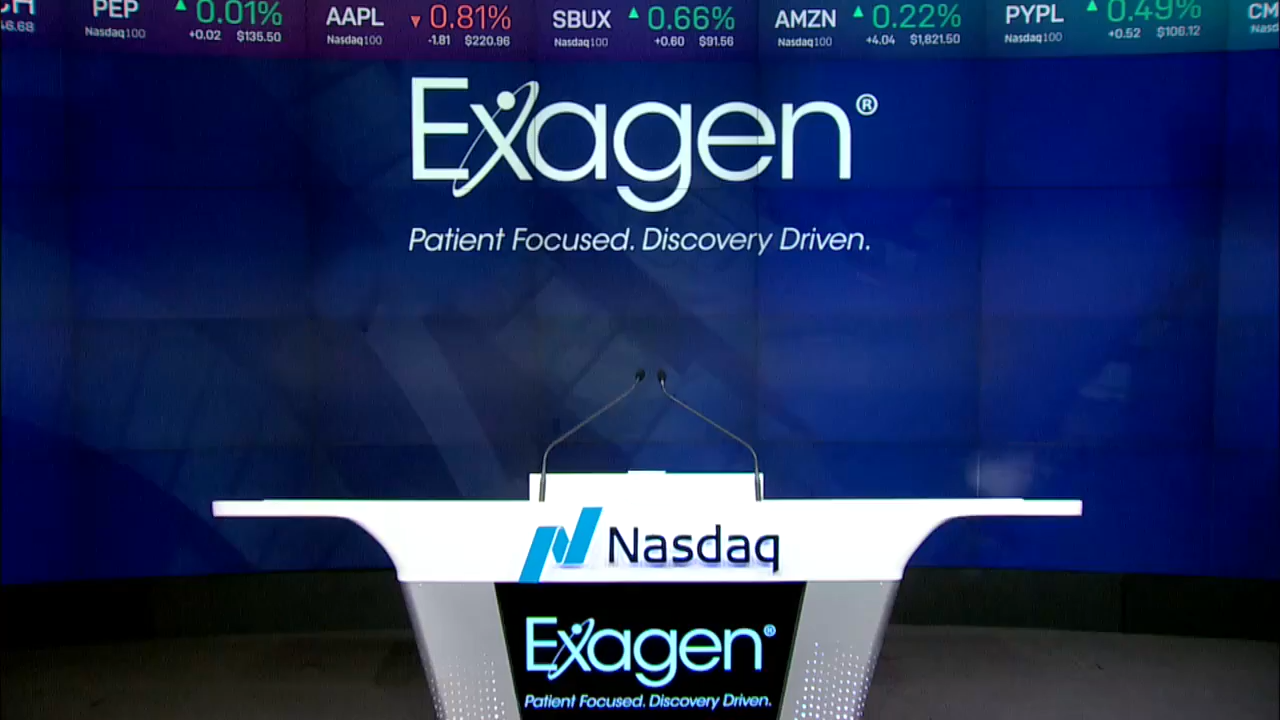 PEP ▲ 0.01%
Nasdaq100 +0.02 $136.50
AAPL ▼ 0.81%
Nasdaq100 -1.81 $220.96
SBUX ▲ 0.66%
Nasdaq100 +0.60 $91.56
AMZN ▲ 0.22%
Nasdaq100 +4.04 $1,821.50
PYPL ▲ 0.49%
Nasdaq100 +0.52 $106.12
Exagen®
Patient Focused. Discovery Driven.
Nasdaq
Exagen®
Patient Focused. Discovery Driven.